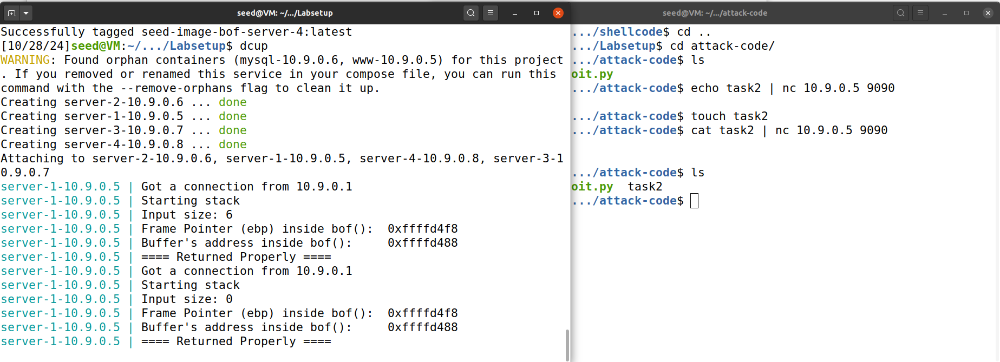 seed@VM: ~/.../Labsetup
Successfully tagged seed-image-bof-server-4:latest
[10/28/24]seed@VM:~/.../Labsetup$ dcup
WARNING: Found orphan containers (mysql-10.9.0.6, www-10.9.0.5) for this project
. If you removed or renamed this service in your compose file, you can run this
command with the --remove-orphans flag to clean it up.
Creating server-2-10.9.0.6 ... done
Creating server-1-10.9.0.5 ... done
Creating server-3-10.9.0.7 ... done
Creating server-4-10.9.0.8 ... done
Attaching to server-2-10.9.0.6, server-1-10.9.0.5, server-4-10.9.0.8, server-3-1
0.9.0.7
server-1-10.9.0.5 | Got a connection from 10.9.0.1
server-1-10.9.0.5 | Starting stack
server-1-10.9.0.5 | Input size: 6
server-1-10.9.0.5 | Frame Pointer (ebp) inside bof():  0xffffd4f8
server-1-10.9.0.5 | Buffer's address inside bof():     0xffffd488
server-1-10.9.0.5 | ==== Returned Properly ====
server-1-10.9.0.5 | Got a connection from 10.9.0.1
server-1-10.9.0.5 | Starting stack
server-1-10.9.0.5 | Input size: 0
server-1-10.9.0.5 | Frame Pointer (ebp) inside bof():  0xffffd4f8
server-1-10.9.0.5 | Buffer's address inside bof():     0xffffd488
server-1-10.9.0.5 | ==== Returned Properly ====
seed@VM: ~/.../attack-code
.../shellcode$ cd ..
.../Labsetup$ cd attack-code/
.../attack-code$ ls
oit.py
.../attack-code$ echo task2 | nc 10.9.0.5 9090
.../attack-code$ touch task2
.../attack-code$ cat task2 | nc 10.9.0.5 9090
.../attack-code$ ls
oit.py  task2
.../attack-code$